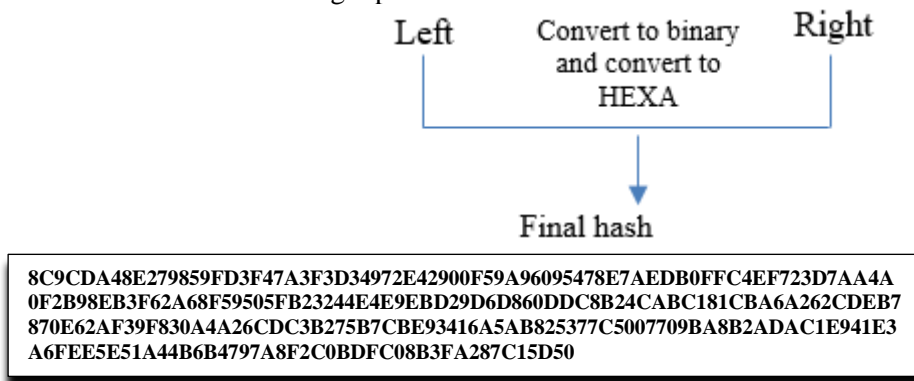 Left
Convert to binary
and convert to
HEXA
Right
Final hash
8C9CDA48E279859FD3F47A3F3D34972E42900F59A96095478E7AEDB0FFC4EF723D7AA4A
0F2B98EB3F62A68F59505FB23244E4E9EBD29D6D860DDC8B24CABC181CBA6A262CDEB7
870E62AF39F830A4A26CDC3B275B7CBE93416A5AB825377C5007709BA8B2ADAC1E941E3
A6FEE5E51A44B6B4797A8F2C0BDFC08B3FA287C15D50